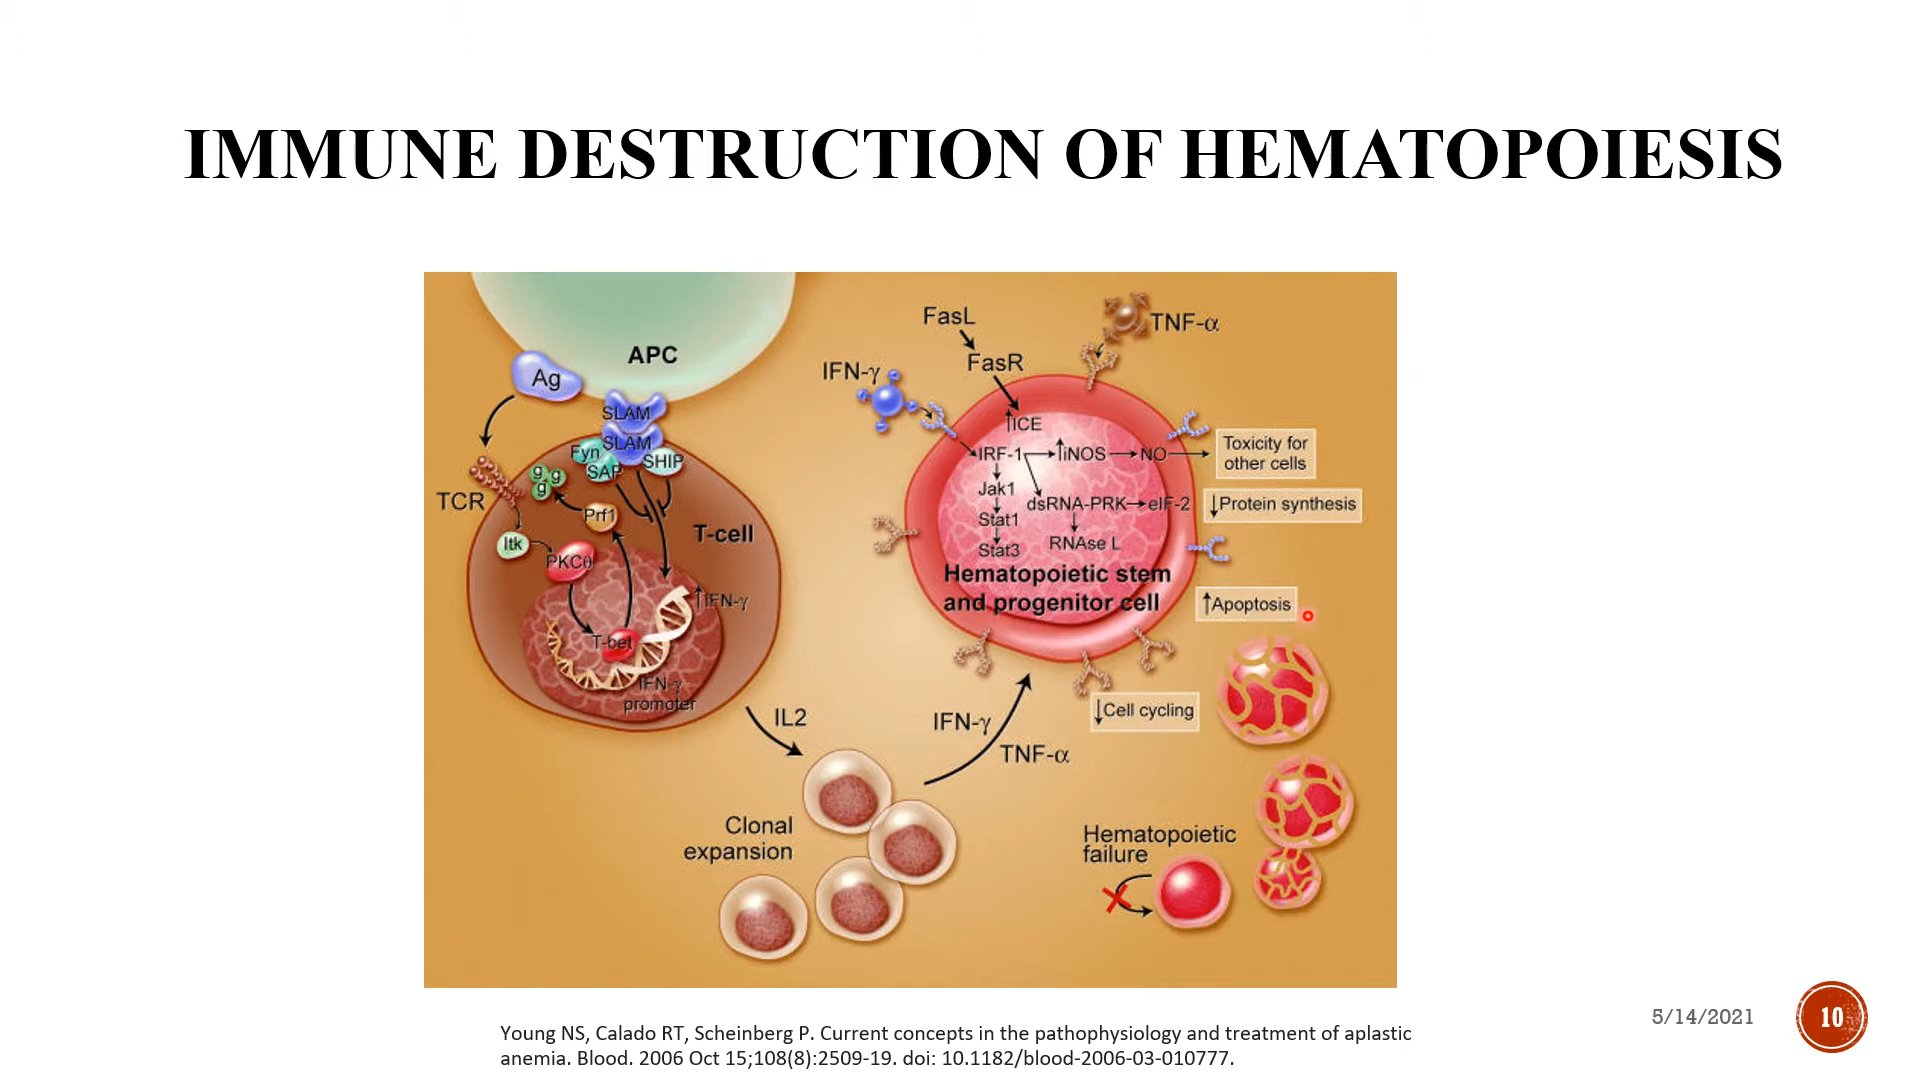 IMMUNE DESTRUCTION OF HEMATOPOIESIS
APC
Ag
SLAM
SLAM
Fyn
SAP
SHIP
TCR
g
g
g
Prf1
Itk
PKCθ
T-cell
↑IFN-γ
T-bet
IFN-γ
promoter
IL2
Clonal
expansion
IFN-γ
TNF-α
FasL
FasR
IFN-γ
TNF-α
↑ICE
IRF-1→↑iNOS→NO→
Toxicity for
other cells
Jak1
dsRNA-PRK→eIF-2
↓Protein synthesis
Stat1
Stat3
RNAse L
Hematopoietic stem
and progenitor cell
↑Apoptosis
↓Cell cycling
Hematopoietic
failure
Young NS, Calado RT, Scheinberg P. Current concepts in the pathophysiology and treatment of aplastic
anemia. Blood. 2006 Oct 15;108(8):2509-19. doi: 10.1182/blood-2006-03-010777.
5/14/2021
10